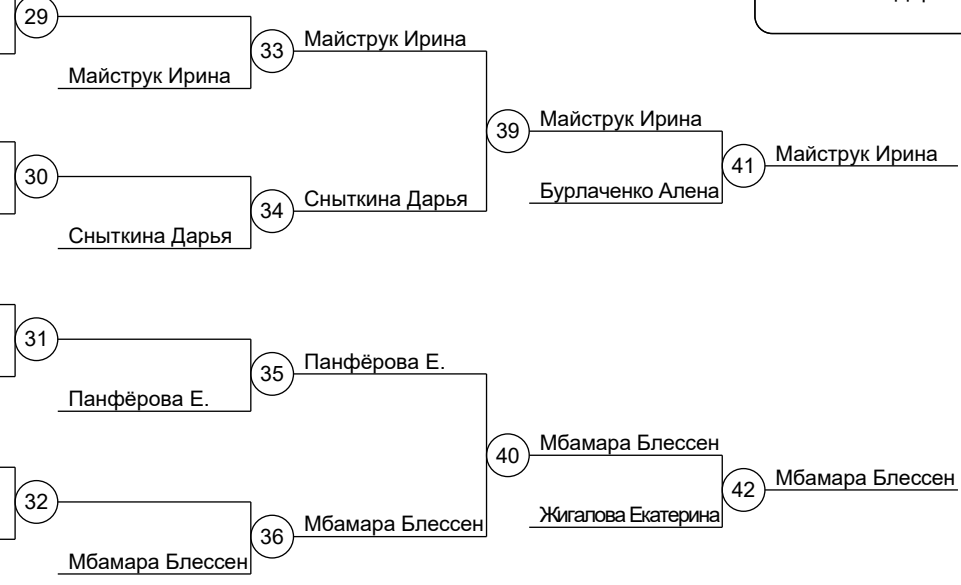 29
33
Майструк Ирина
Майструк Ирина
39
Майструк Ирина
41
Майструк Ирина
Бурлаченко Алена
30
34
Сныткина Дарья
Сныткина Дарья
31
35
Панфёрова Е.
Панфёрова Е.
40
Мбамара Блессен
42
Мбамара Блессен
Жигалова Екатерина
32
36
Мбамара Блессен
Мбамара Блессен